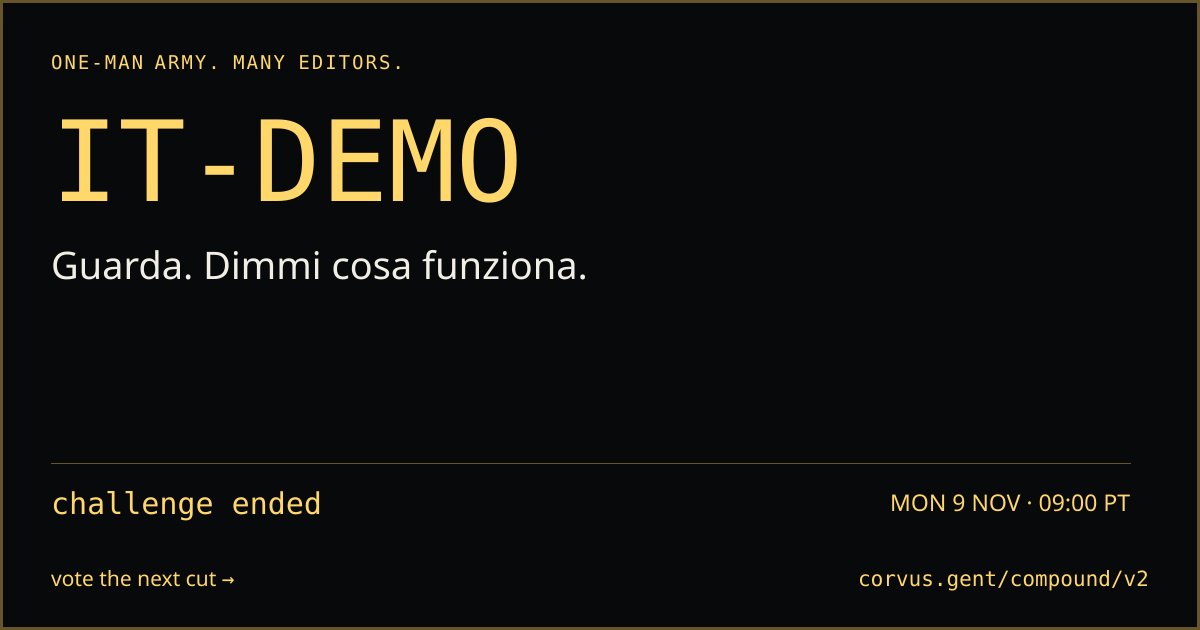 ONE-MAN ARMY. MANY EDITORS.
IT-DEMO
Guarda. Dimmi cosa funziona.
challenge ended
MON 9 NOV · 09:00 PT
vote the next cut →
corvus.gent/compound/v2